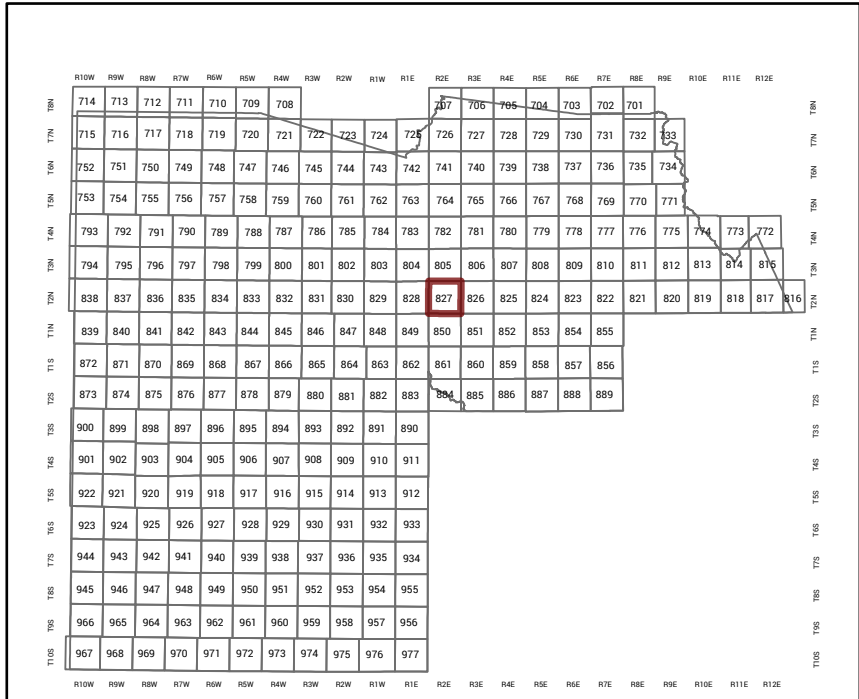 R10W R9W R8W R7W R6W R5W R4W R3W R2W R1W R1E R2E R3E R4E R5E R6E R7E R8E R9E R10E R11E R12E
T8N 714 713 712 711 710 709 708 707 706 705 704 703 702 701 T8N
T7N 715 716 717 718 719 720 721 722 723 724 725 726 727 728 729 730 731 732 733 T7N
T6N 752 751 750 749 748 747 746 745 744 743 742 741 740 739 738 737 736 735 734 T6N
T5N 753 754 755 756 757 758 759 760 761 762 763 764 765 766 767 768 769 770 771 T5N
T4N 793 792 791 790 789 788 787 786 785 784 783 782 781 780 779 778 777 776 775 774 773 772 T4N
T3N 794 795 796 797 798 799 800 801 802 803 804 805 806 807 808 809 810 811 812 813 814 815 T3N
T2N 838 837 836 835 834 833 832 831 830 829 828 827 826 825 824 823 822 821 820 819 818 817 816 T2N
T1N 839 840 841 842 843 844 845 846 847 848 849 850 851 852 853 854 855 T1N
T1S 872 871 870 869 868 867 866 865 864 863 862 861 860 859 858 857 856 T1S
T2S 873 874 875 876 877 878 879 880 881 882 883 884 885 886 887 888 889 T2S
T3S 900 899 898 897 896 895 894 893 892 891 890 T3S
T4S 901 902 903 904 905 906 907 908 909 910 911 T4S
T5S 922 921 920 919 918 917 916 915 914 913 912 T5S
T6S 923 924 925 926 927 928 929 930 931 932 933 T6S
T7S 944 943 942 941 940 939 938 937 936 935 934 T7S
T8S 945 946 947 948 949 950 951 952 953 954 955 T8S
T9S 966 965 964 963 962 961 960 959 958 957 956 T9S
T10S 967 968 969 970 971 972 973 974 975 976 977 T10S
R10W R9W R8W R7W R6W R5W R4W R3W R2W R1W R1E R2E R3E R4E R5E R6E R7E R8E R9E R10E R11E R12E